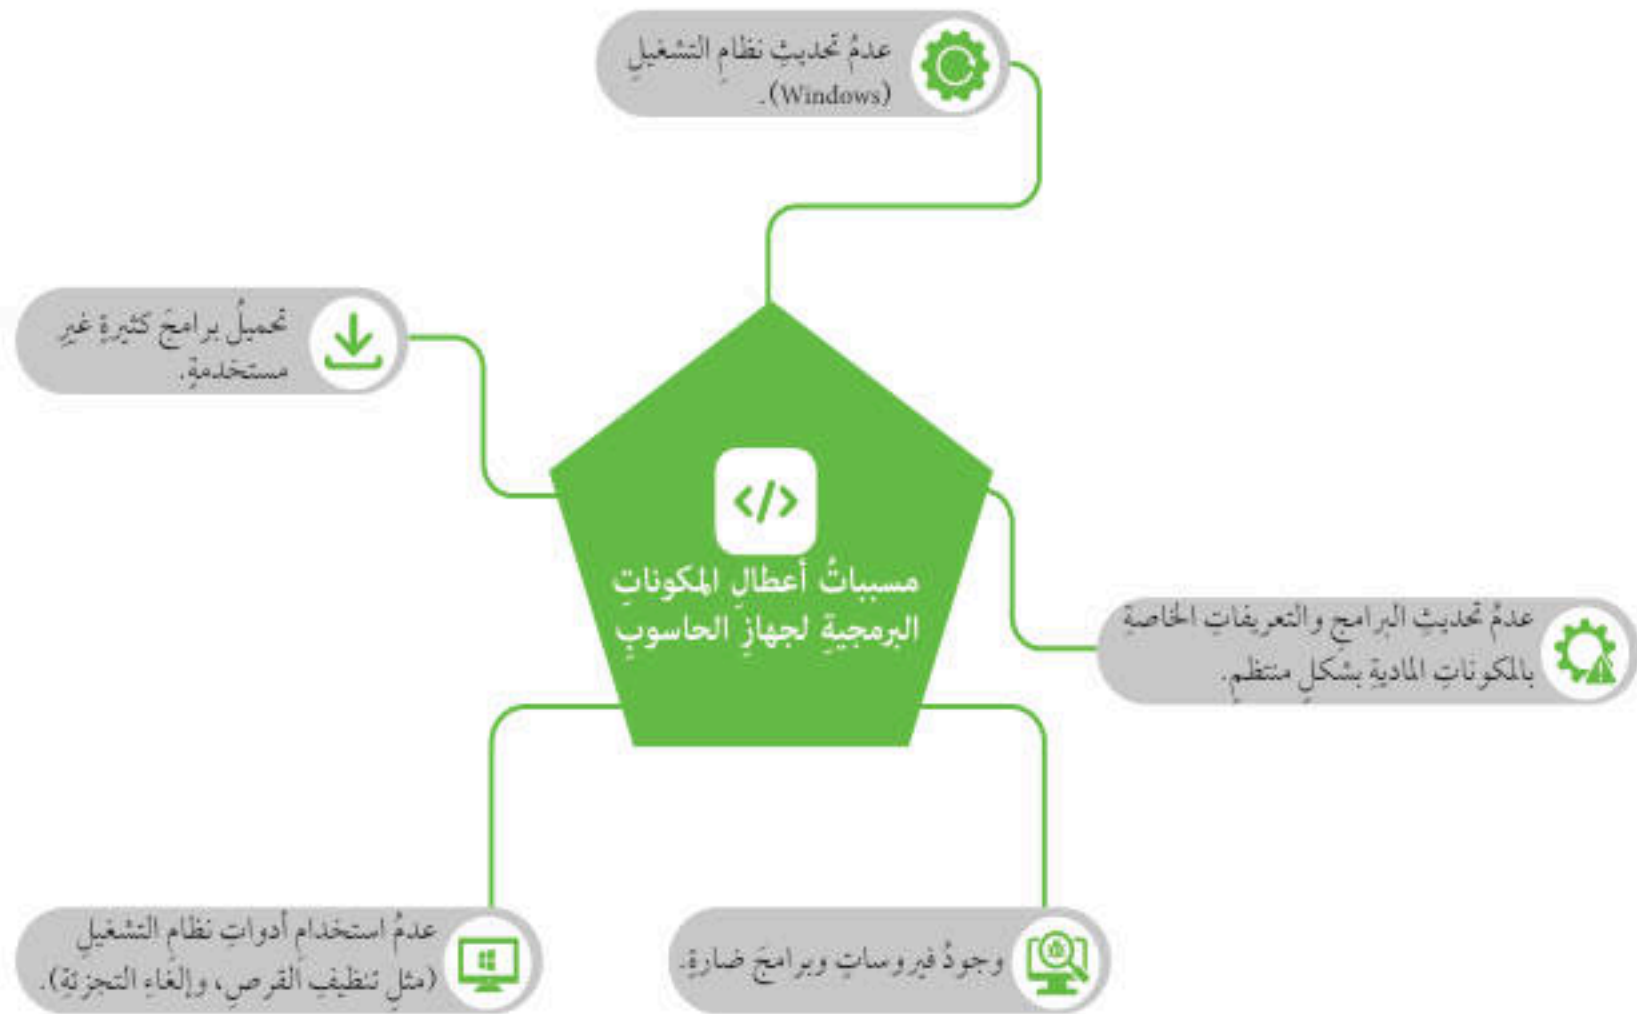 عدمُ تحديثِ نظامِ التشغيلِ
(Windows).
تحميلُ برامجَ كثيرةٍ غيرِ
مستخدمةٍ.
</>
مسبباتُ أعطالِ المكوناتِ
البرمجيةِ لجهازِ الحاسوبِ
عدمُ تحديثِ البرامجِ والتعريفاتِ الخاصةِ
بالمكوناتِ الماديةِ بشكلٍ منتظمٍ.
وجودُ فيروساتٍ وبرامجَ ضارةٍ.
عدمُ استخدامِ أدواتِ نظامِ التشغيلِ
(مثلِ تنظيفِ القرصِ، وإلغاءِ التجزئةِ).